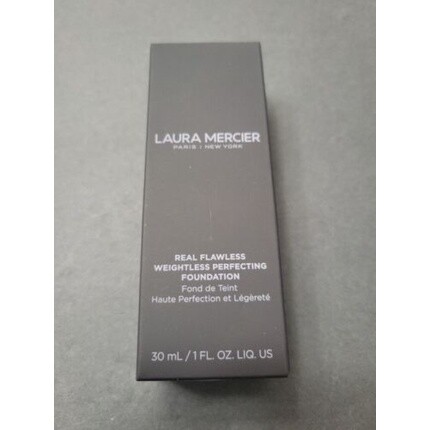 LAURA MERCIER
PARIS | NEW YORK
REAL FLAWLESS
WEIGHTLESS PERFECTING
FOUNDATION
Fond de Teint
Haute Perfection et Légèreté
30 mL / 1 FL. OZ. LIQ. US